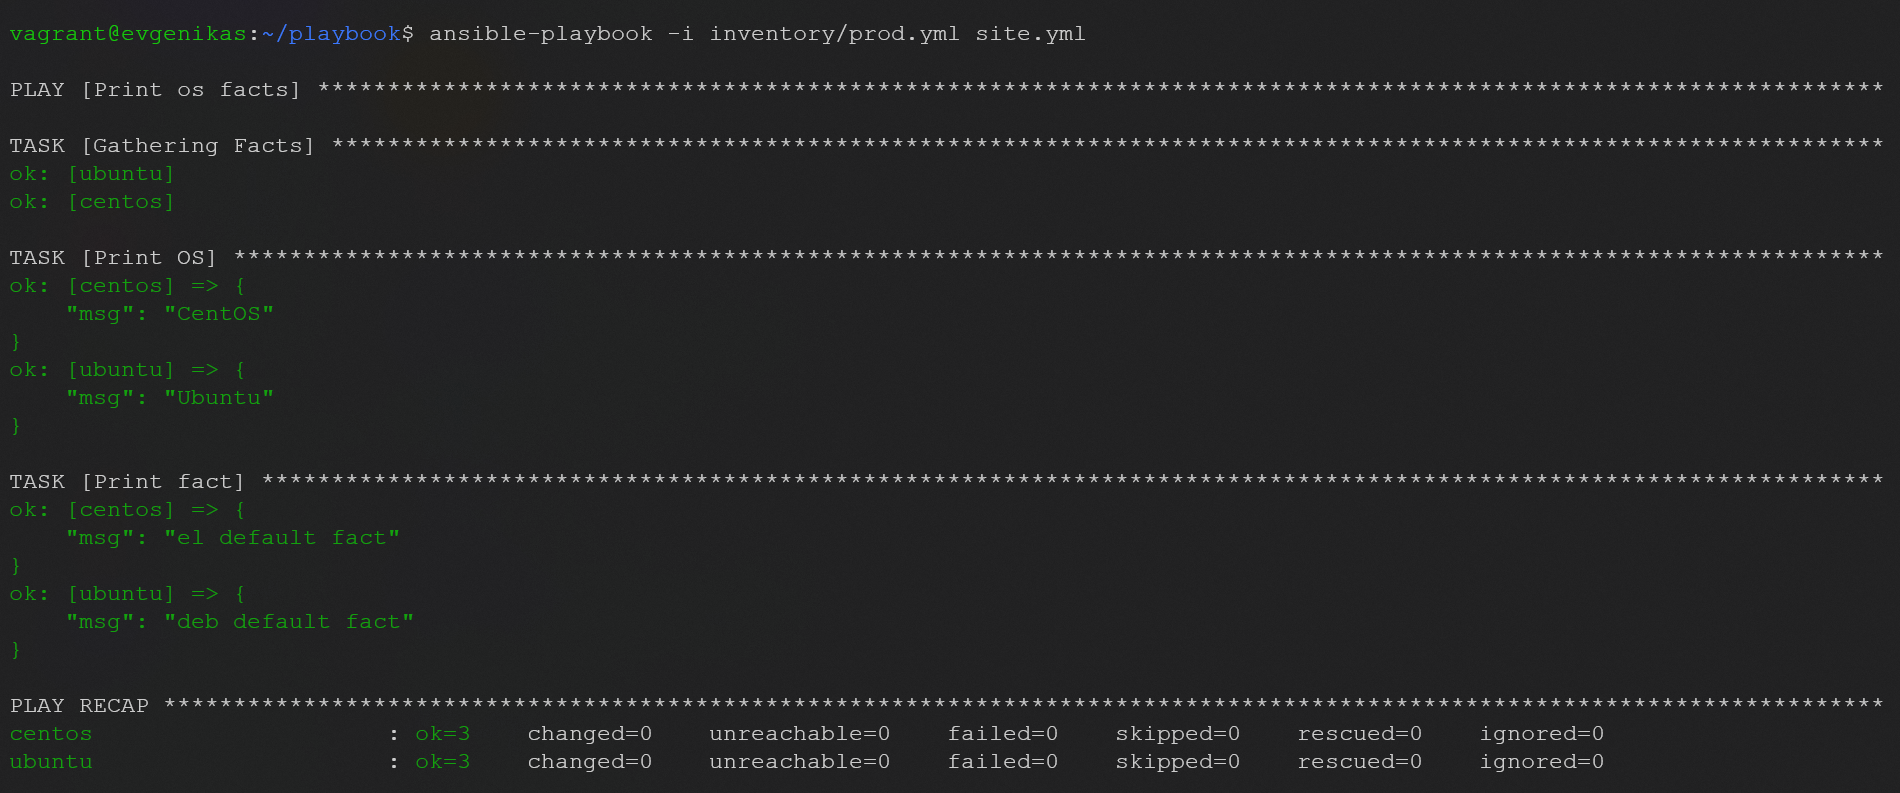 vagrant@evgenikas:~/playbook$ ansible-playbook -i inventory/prod.yml site.yml
PLAY [Print os facts] ****************************************************************************************************************
TASK [Gathering Facts] ***************************************************************************************************************
ok: [ubuntu]
ok: [centos]
TASK [Print OS] **********************************************************************************************************************
ok: [centos] => {
    "msg": "CentOS"
}
ok: [ubuntu] => {
    "msg": "Ubuntu"
}
TASK [Print fact] ********************************************************************************************************************
ok: [centos] => {
    "msg": "el default fact"
}
ok: [ubuntu] => {
    "msg": "deb default fact"
}
PLAY RECAP ***************************************************************************************************************************
centos                     : ok=3    changed=0    unreachable=0    failed=0    skipped=0    rescued=0    ignored=0
ubuntu                     : ok=3    changed=0    unreachable=0    failed=0    skipped=0    rescued=0    ignored=0